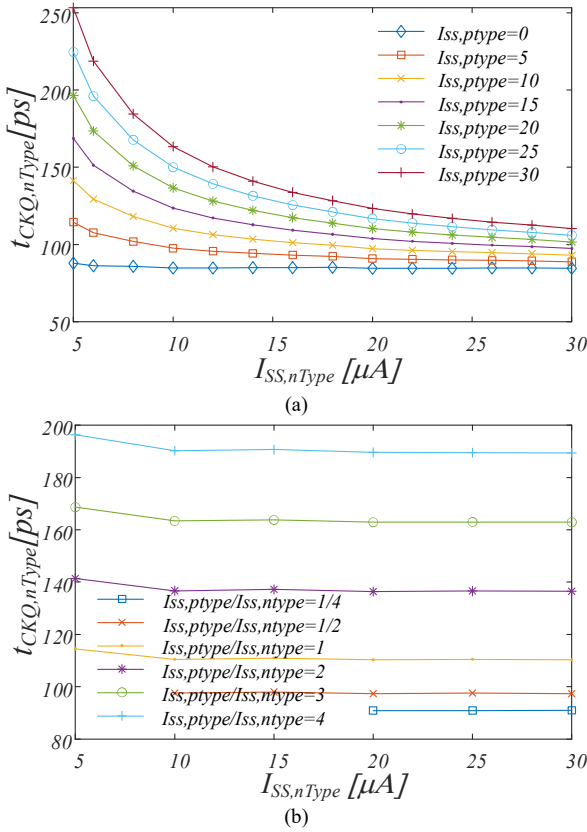 250
200
150
100
50
5 10 15 20 25 30
t_CKQ,nType[ps]
I_SS,nType [μA]
Iss,ptype=0
Iss,ptype=5
Iss,ptype=10
Iss,ptype=15
Iss,ptype=20
Iss,ptype=25
Iss,ptype=30
(a)
200
180
160
140
120
100
80
5 10 15 20 25 30
t_CKQ,nType[ps]
I_SS,nType [μA]
Iss,ptype/Iss,ntype=1/4
Iss,ptype/Iss,ntype=1/2
Iss,ptype/Iss,ntype=1
Iss,ptype/Iss,ntype=2
Iss,ptype/Iss,ntype=3
Iss,ptype/Iss,ntype=4
(b)